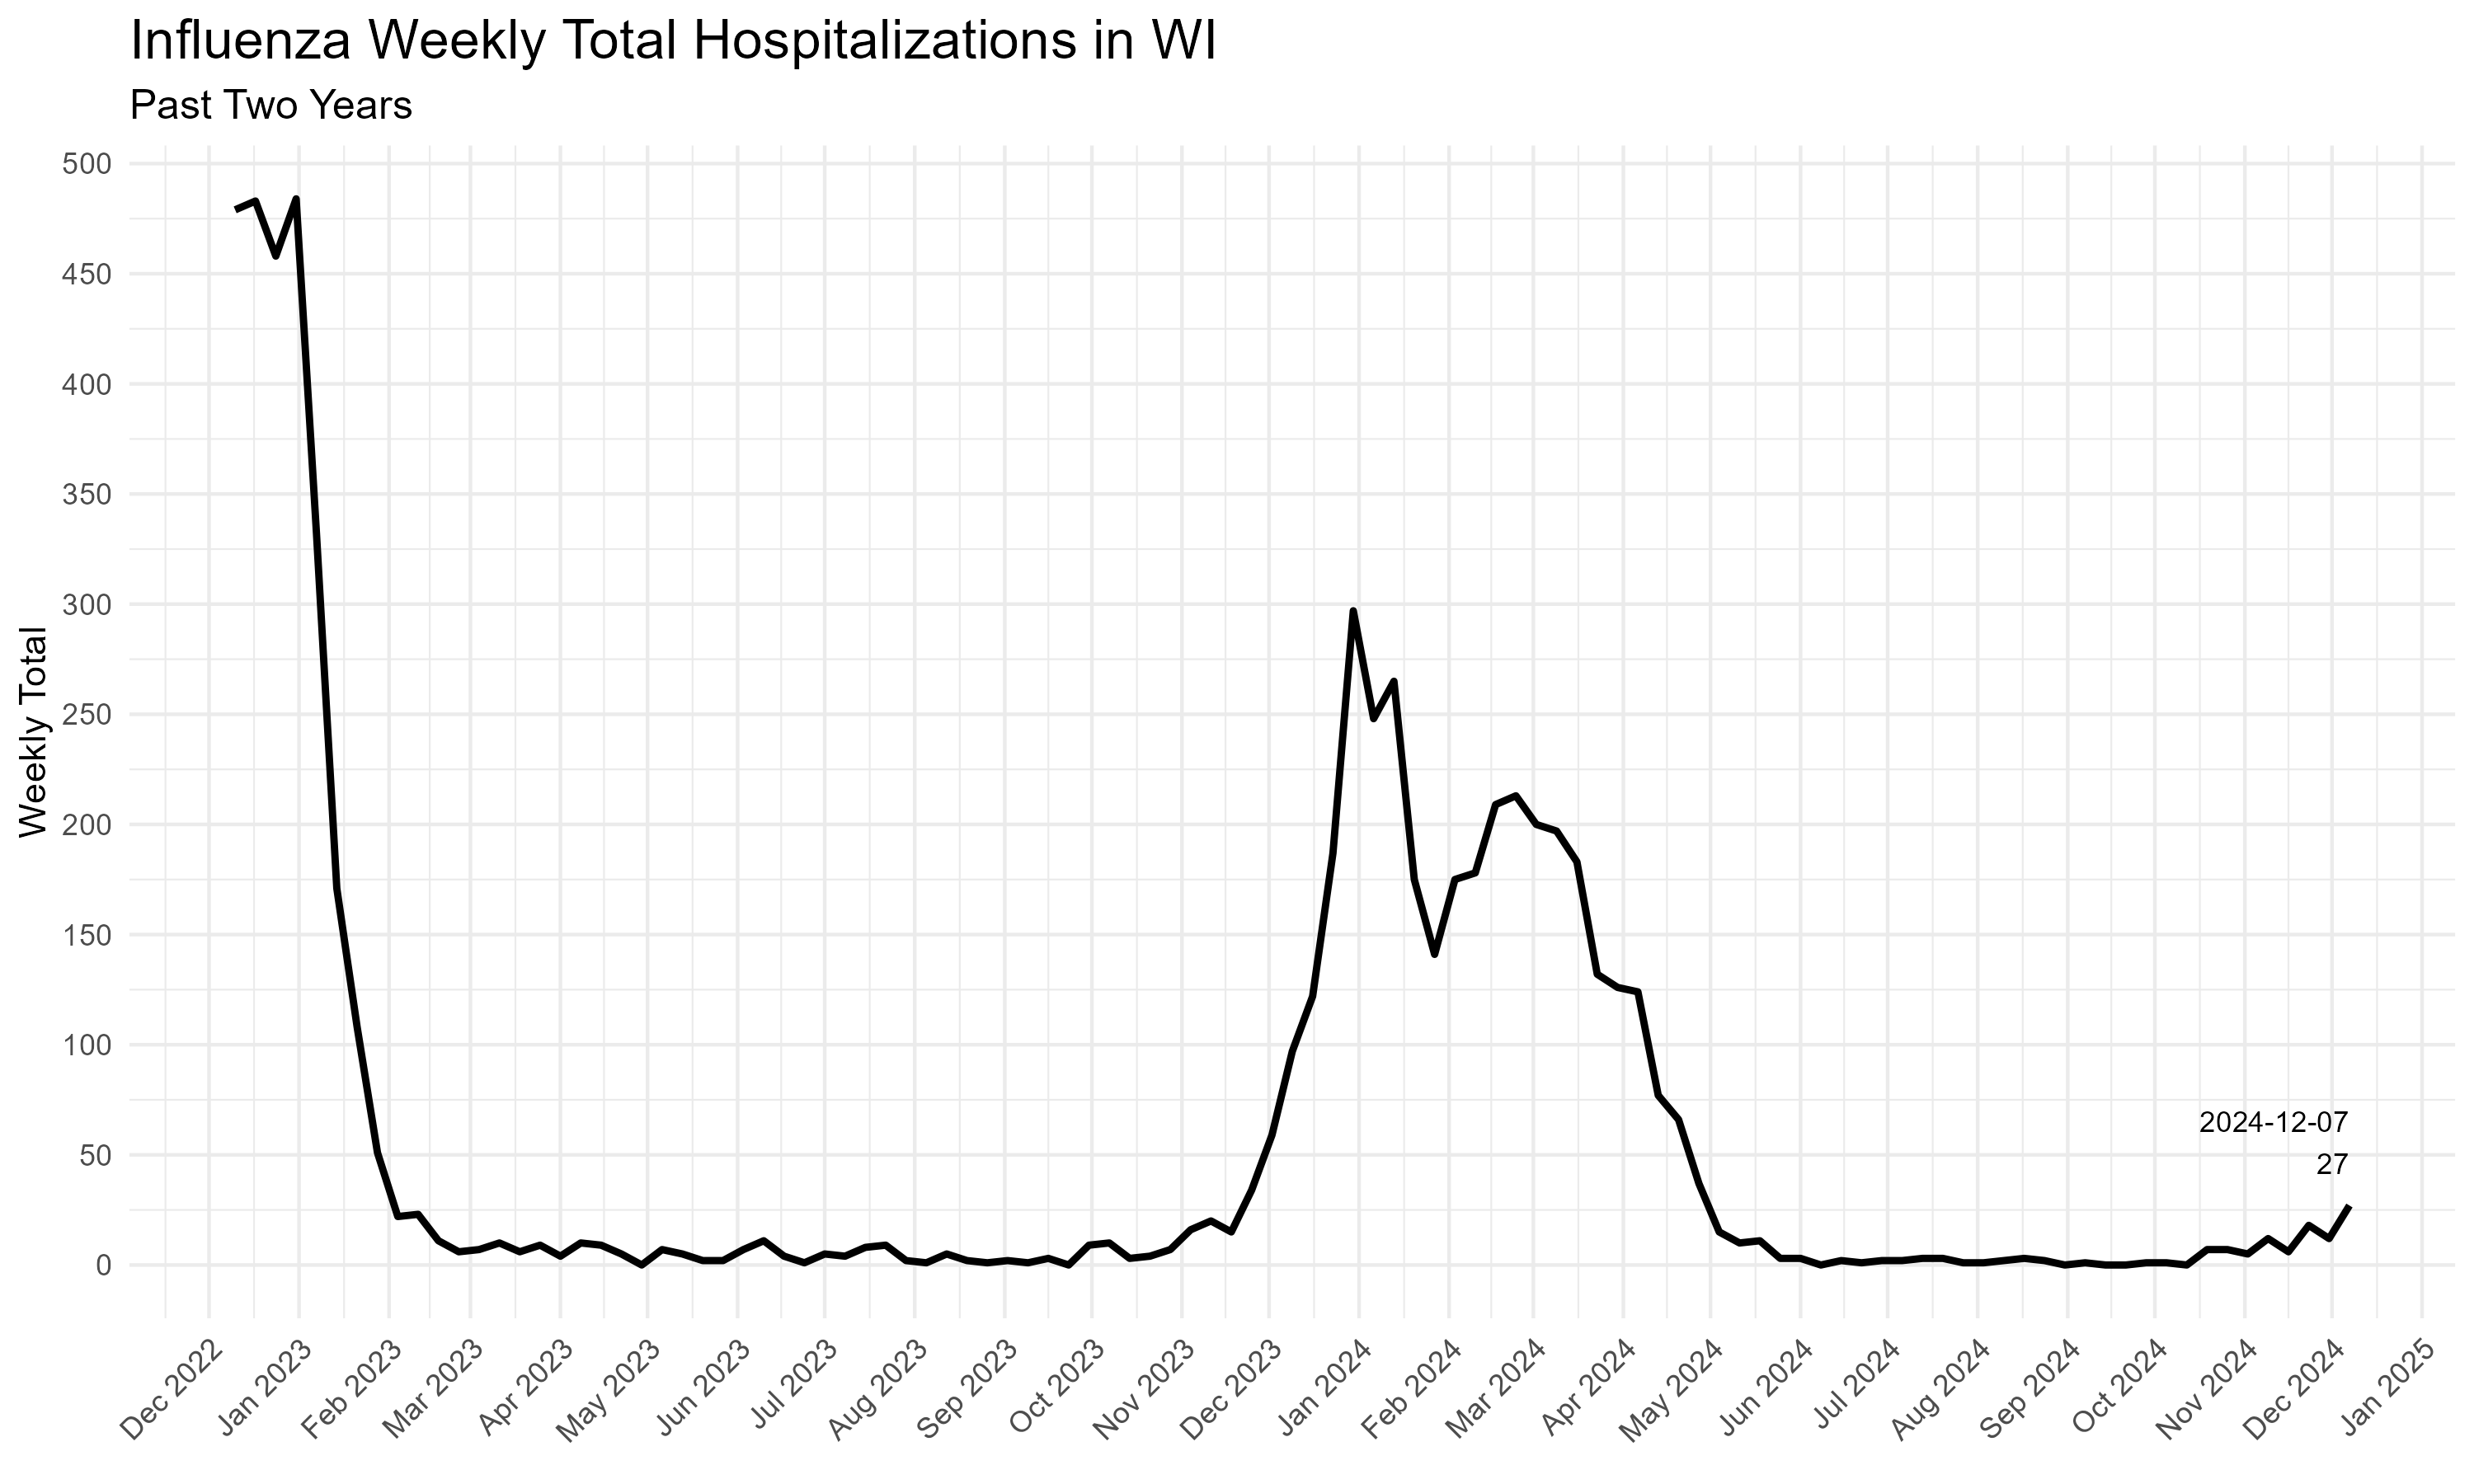 Influenza Weekly Total Hospitalizations in WI
Past Two Years
Weekly Total
500
450
400
350
300
250
200
150
100
50
0
2024-12-07
27
Dec 2022
Jan 2023
Feb 2023
Mar 2023
Apr 2023
May 2023
Jun 2023
Jul 2023
Aug 2023
Sep 2023
Oct 2023
Nov 2023
Dec 2023
Jan 2024
Feb 2024
Mar 2024
Apr 2024
May 2024
Jun 2024
Jul 2024
Aug 2024
Sep 2024
Oct 2024
Nov 2024
Dec 2024
Jan 2025